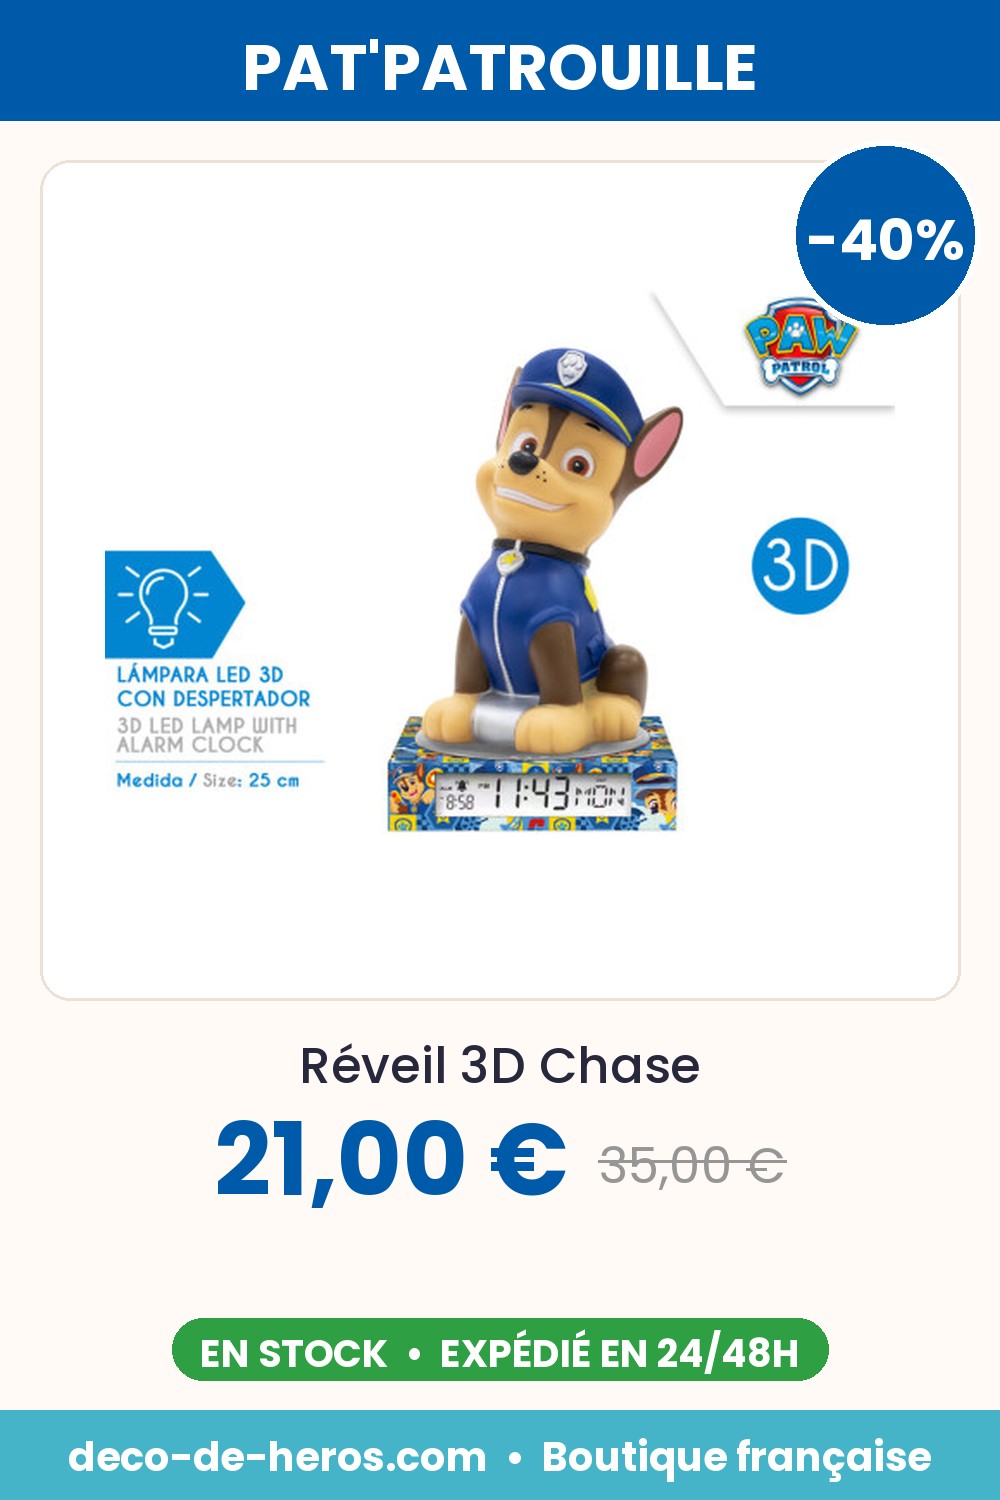 PAT'PATROUILLE
-40%
PAW
PATROL
3D
LÁMPARA LED 3D
CON DESPERTADOR
3D LED LAMP WITH
ALARM CLOCK
Medida / Size: 25 cm
8:58
11:43 MON
Réveil 3D Chase
21,00 € 35,00 €
EN STOCK • EXPÉDIÉ EN 24/48H
deco-de-heros.com • Boutique française